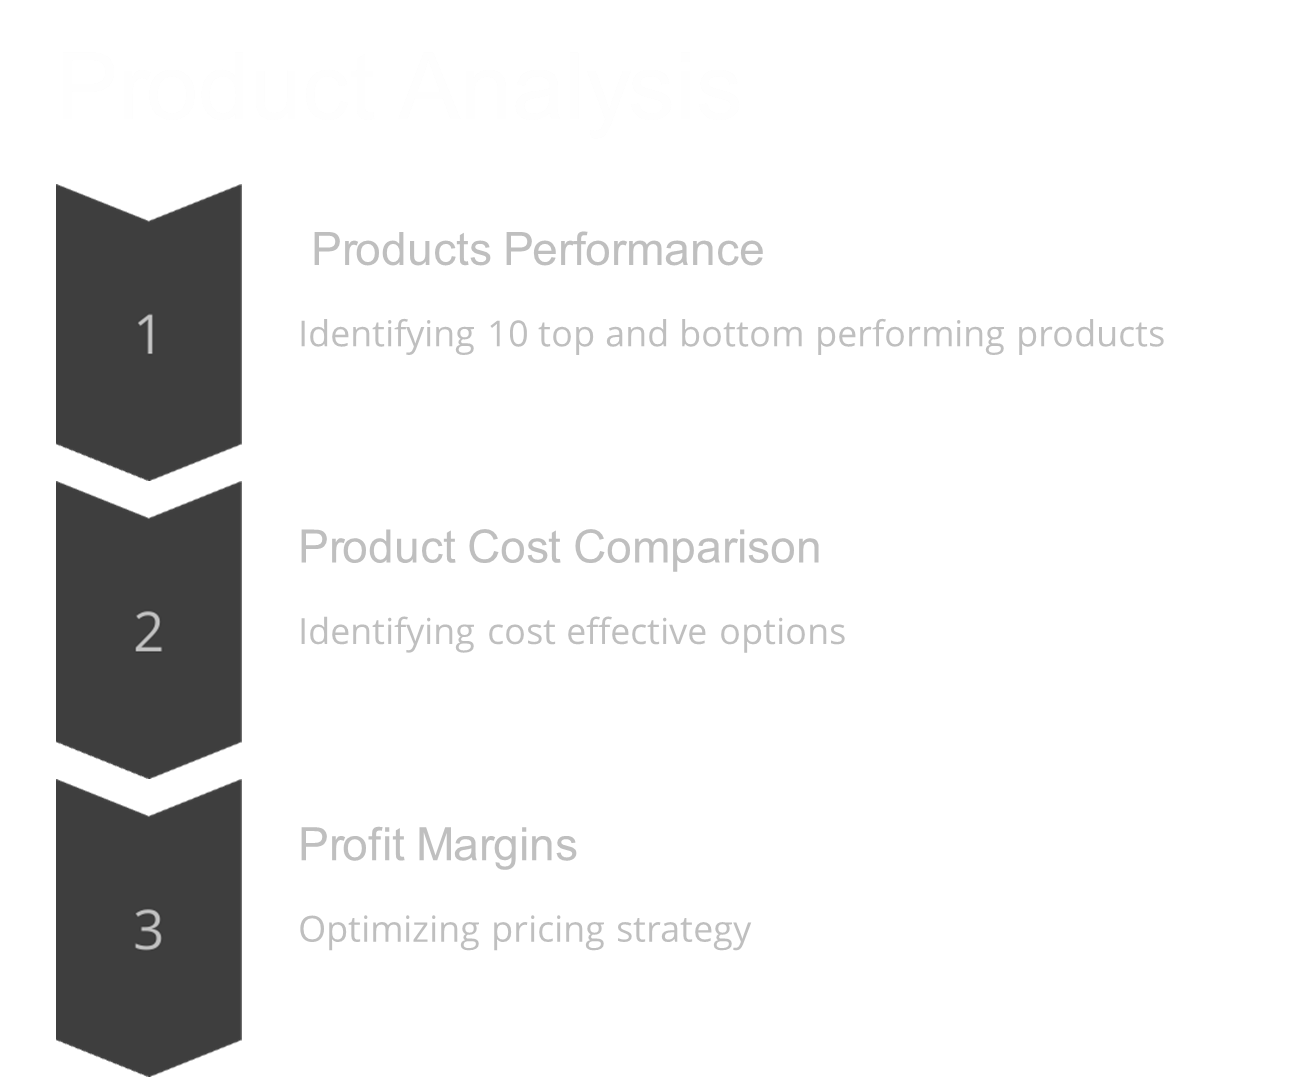 Product Analysis
1
Products Performance
Identifying 10 top and bottom performing products
2
Product Cost Comparison
Identifying cost effective options
3
Profit Margins
Optimizing pricing strategy